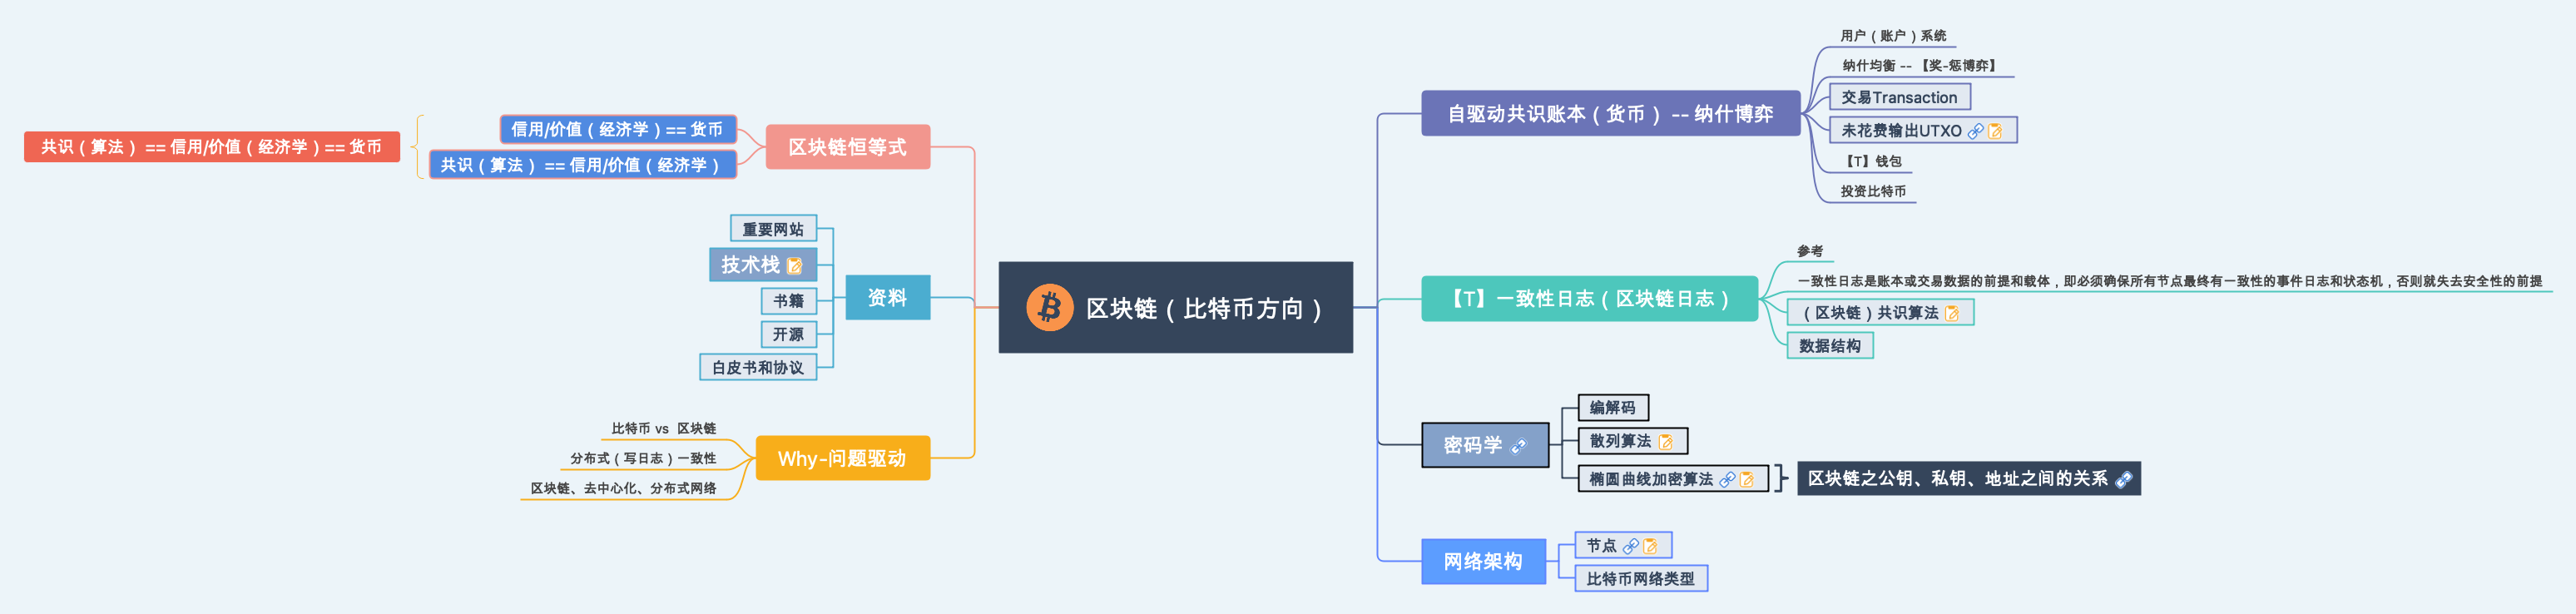 区块链（比特币方向）
区块链恒等式
信用/价值（经济学）== 货币
共识（算法） == 信用/价值（经济学）
共识（算法） == 信用/价值（经济学）== 货币
资料
重要网站
技术栈
书籍
开源
白皮书和协议
Why-问题驱动
比特币 vs 区块链
分布式（写日志）一致性
区块链、去中心化、分布式网络
自驱动共识账本（货币） -- 纳什博弈
用户（账户）系统
纳什均衡 -- 【奖-惩博弈】
交易Transaction
未花费输出UTXO
【T】钱包
投资比特币
【T】一致性日志（区块链日志）
参考
一致性日志是账本或交易数据的前提和载体，即必须确保所有节点最终有一致性的事件日志和状态机，否则就失去安全性的前提
（区块链）共识算法
数据结构
密码学
编解码
散列算法
椭圆曲线加密算法
区块链之公钥、私钥、地址之间的关系
网络架构
节点
比特币网络类型